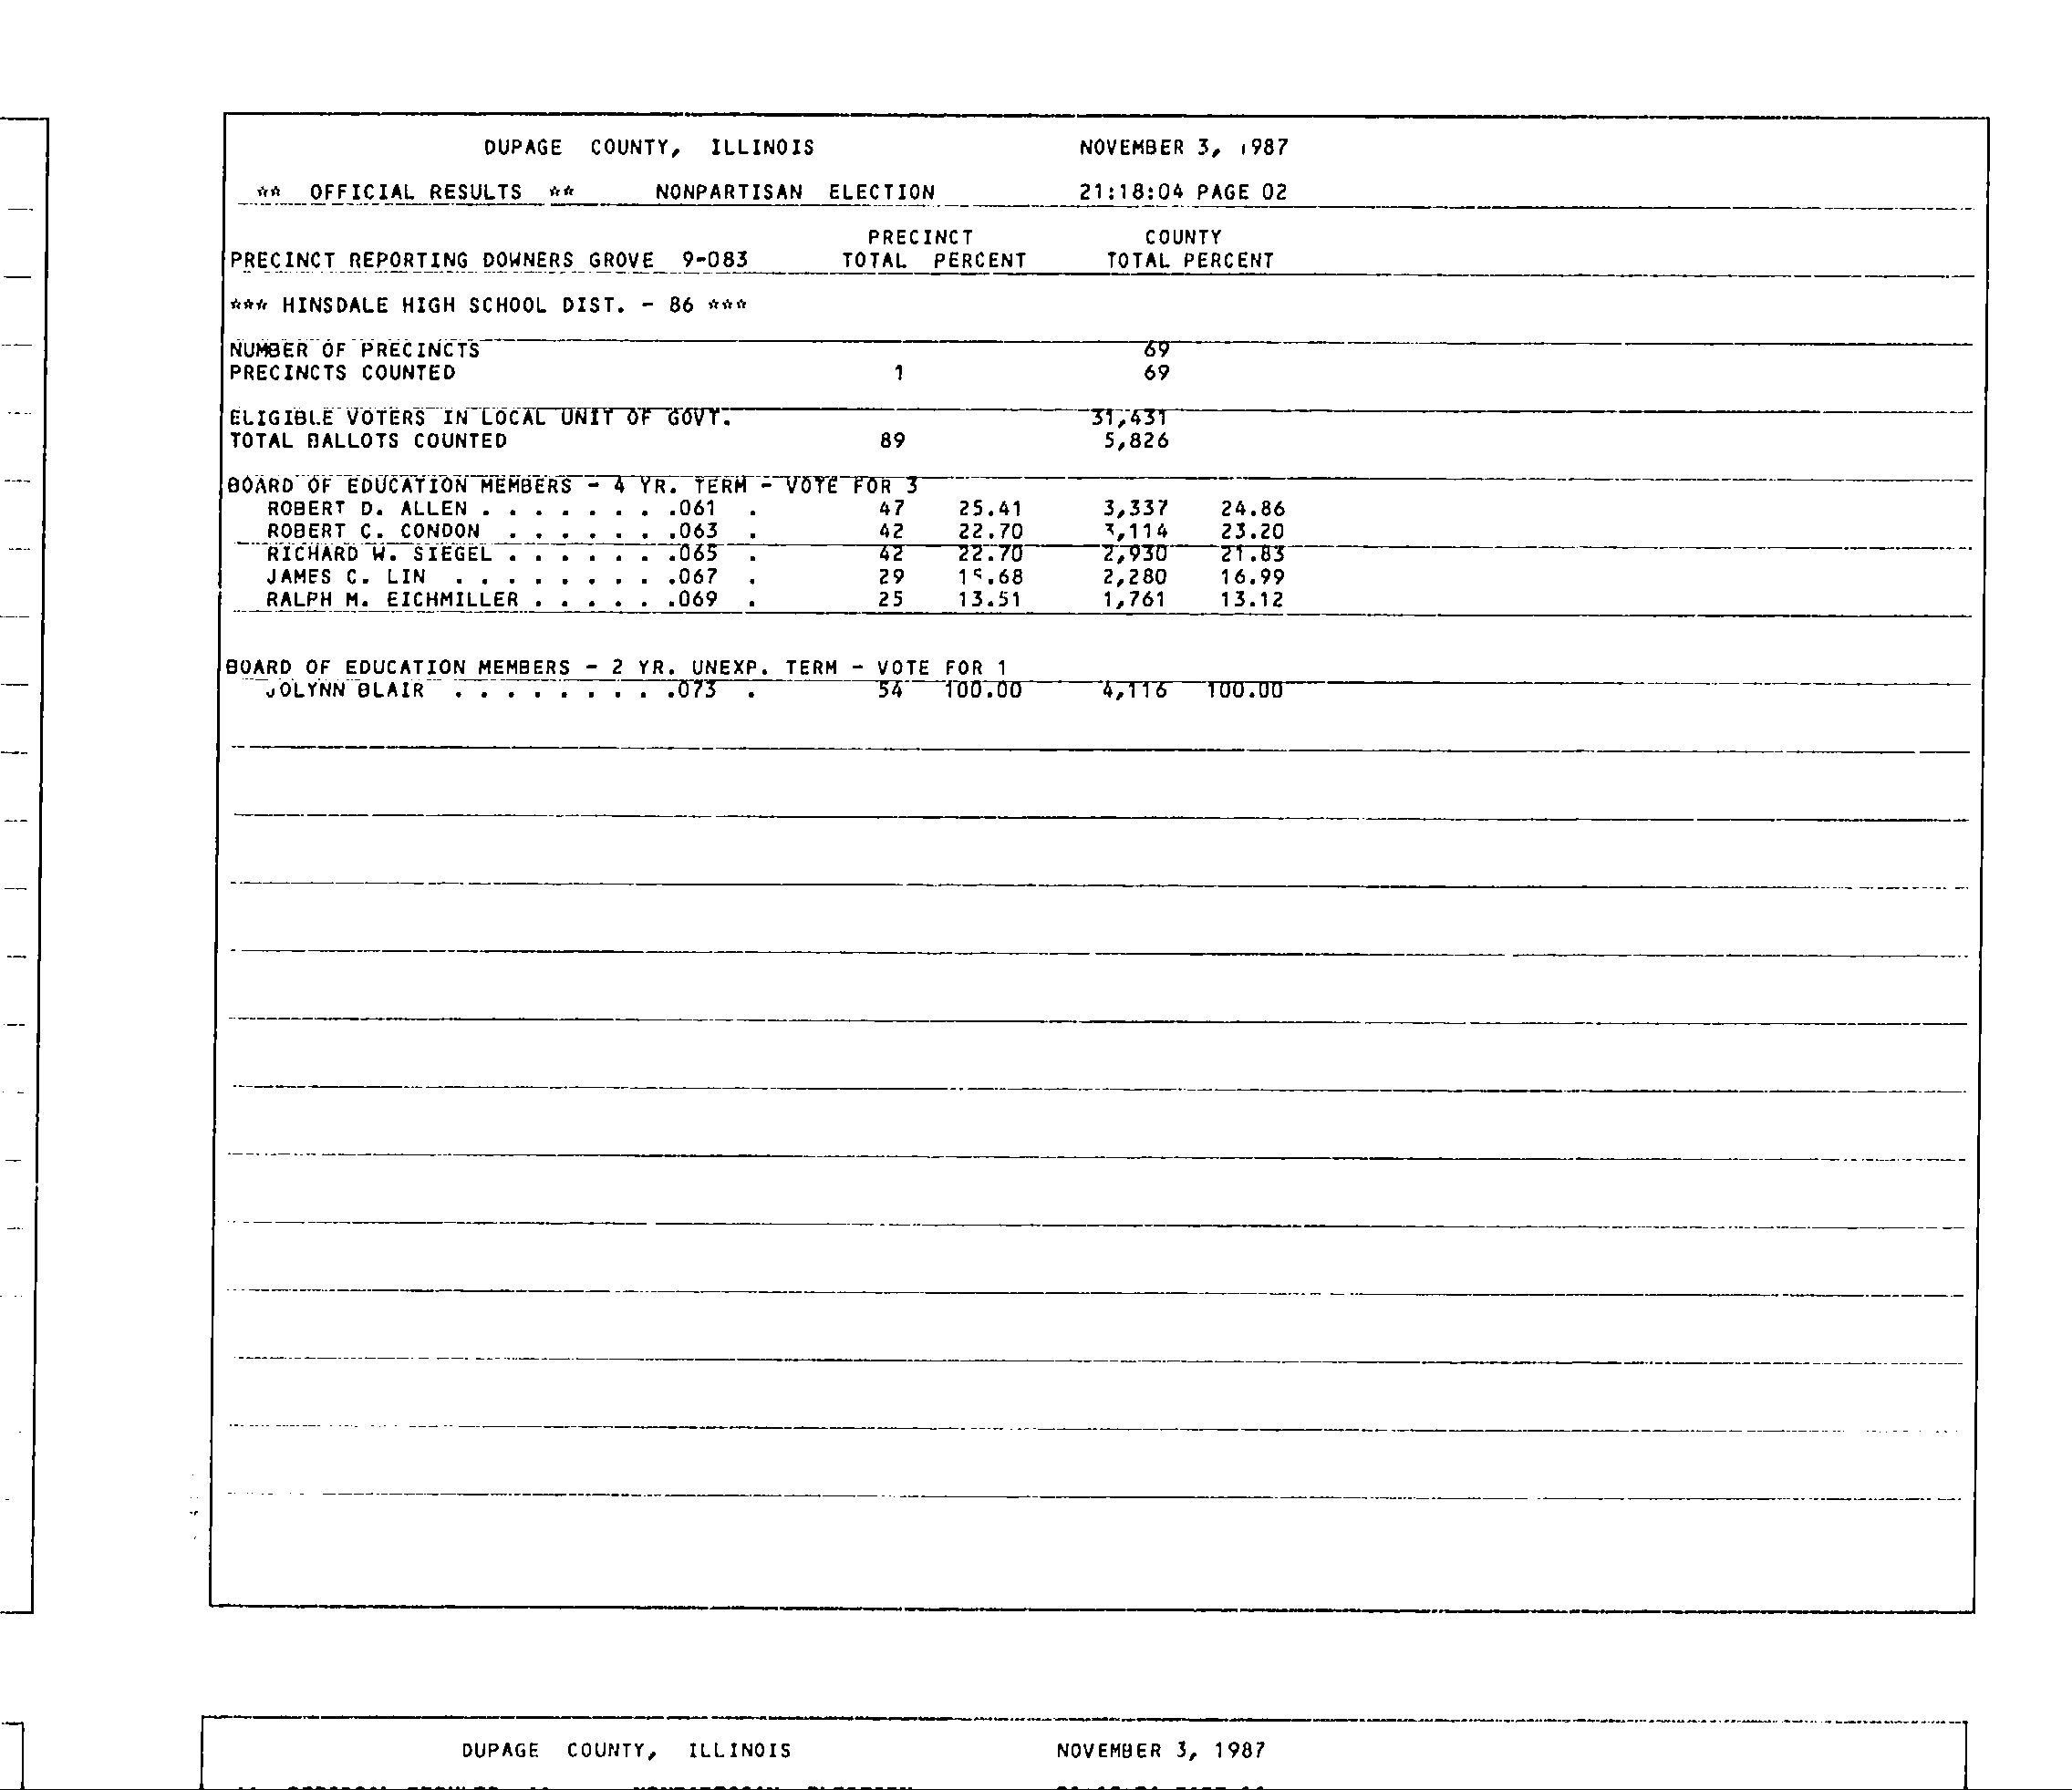 DUPAGE COUNTY, ILLINOIS NOVEMBER 3, 1987
** OFFICIAL RESULTS ** NONPARTISAN ELECTION 21:18:04 PAGE 02
PRECINCT COUNTY
PRECINCT REPORTING DOWNERS GROVE 9-083 TOTAL PERCENT TOTAL PERCENT
*** HINSDALE HIGH SCHOOL DIST. - 86 ***
NUMBER OF PRECINCTS 69
PRECINCTS COUNTED 1 69
ELIGIBLE VOTERS IN LOCAL UNIT OF GOVT. 31,431
TOTAL BALLOTS COUNTED 89 5,826
BOARD OF EDUCATION MEMBERS - 4 YR. TERM - VOTE FOR 3
ROBERT D. ALLEN . . . . . . . .061 . 47 25.41 3,337 24.86
ROBERT C. CONDON . . . . . . .063 . 42 22.70 3,114 23.20
RICHARD W. SIEGEL . . . . . . .065 . 42 22.70 2,930 21.83
JAMES C. LIN . . . . . . . . .067 . 29 15.68 2,280 16.99
RALPH M. EICHMILLER . . . . . .069 . 25 13.51 1,761 13.12
BOARD OF EDUCATION MEMBERS - 2 YR. UNEXP. TERM - VOTE FOR 1
JOLYNN BLAIR . . . . . . . . .073 . 54 100.00 4,116 100.00
DUPAGE COUNTY, ILLINOIS NOVEMBER 3, 1987